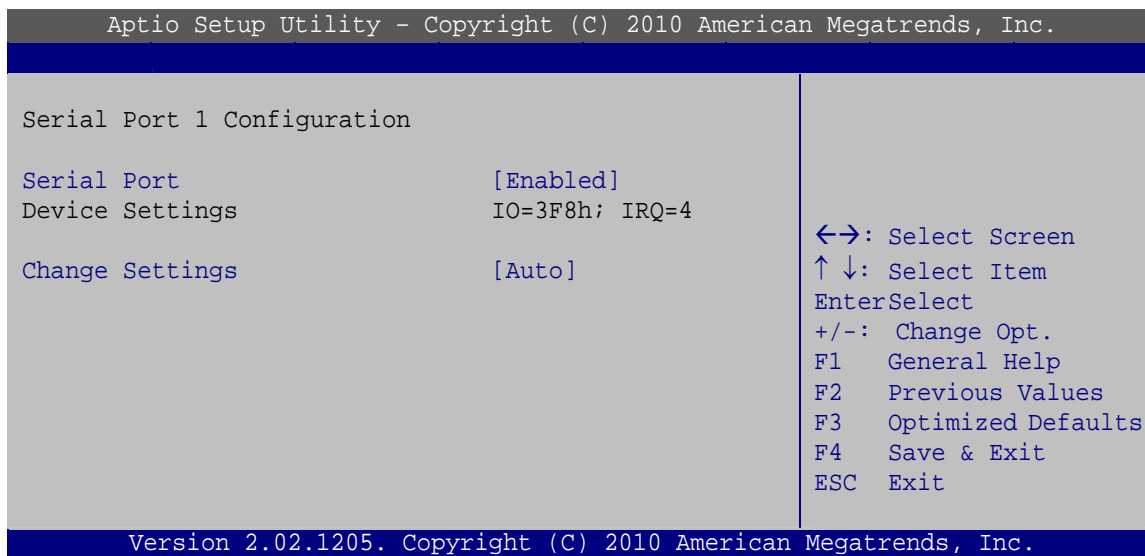 Aptio Setup Utility – Copyright (C) 2010 American Megatrends, Inc.
Serial Port 1 Configuration
Serial Port [Enabled]
Device Settings IO=3F8h; IRQ=4
Change Settings [Auto]
←→: Select Screen
↑ ↓: Select Item
EnterSelect
+/-: Change Opt.
F1 General Help
F2 Previous Values
F3 Optimized Defaults
F4 Save & Exit
ESC Exit
Version 2.02.1205. Copyright (C) 2010 American Megatrends, Inc.